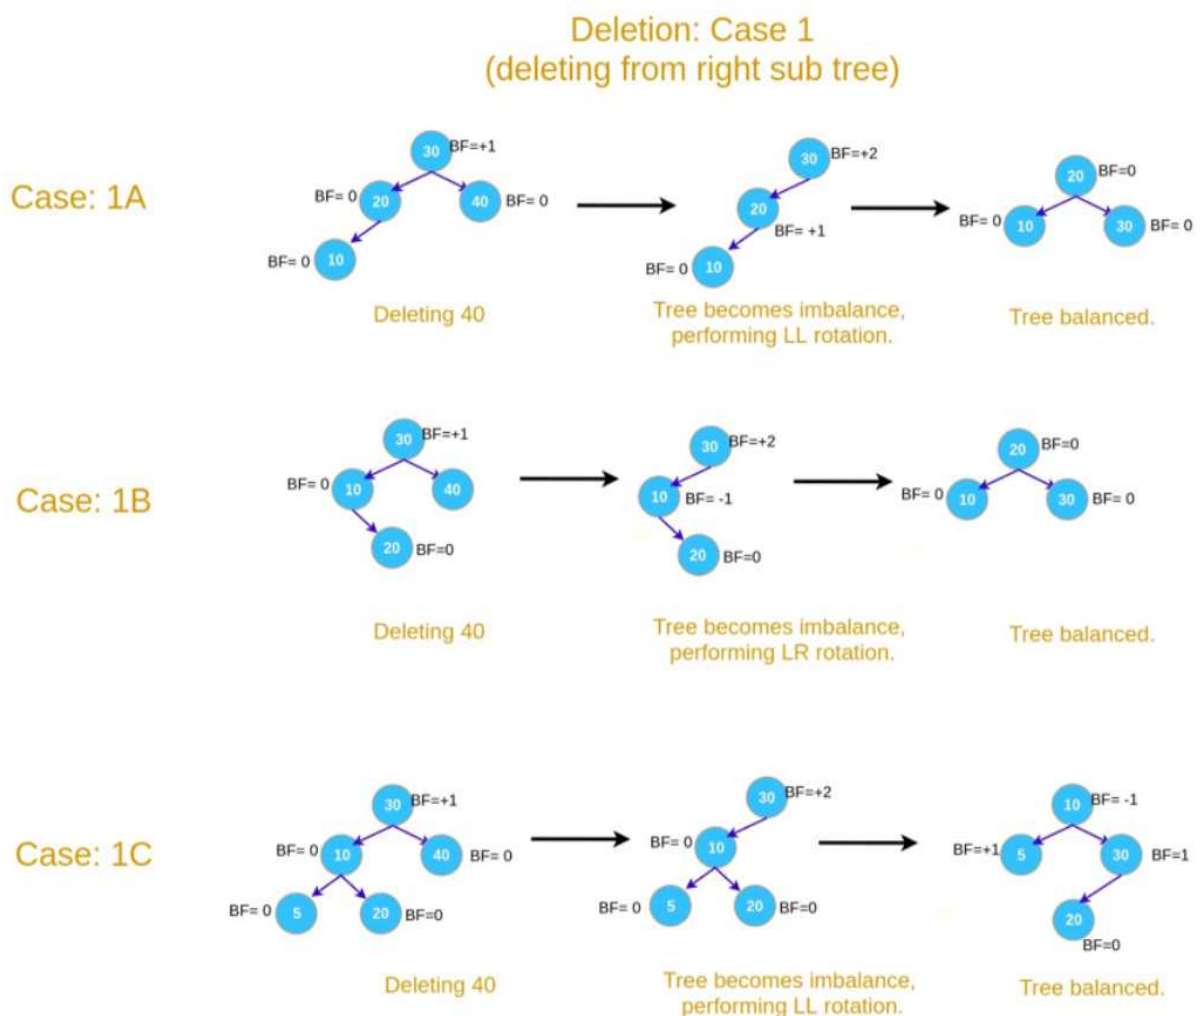 Deletion: Case 1
(deleting from right sub tree)
Case: 1A
30 BF=+1
BF= 0 20
40 BF= 0
BF= 0 10
Deleting 40
30 BF=+2
20
BF= +1
BF= 0 10
Tree becomes imbalance,
performing LL rotation.
20 BF=0
BF= 0 10
30 BF= 0
Tree balanced.
Case: 1B
30 BF=+1
BF= 0 10
40
20 BF=0
Deleting 40
30 BF=+2
10 BF= -1
20 BF=0
Tree becomes imbalance,
performing LR rotation.
20 BF=0
BF= 0 10
30 BF= 0
Tree balanced.
Case: 1C
30 BF=+1
BF= 0 10
40 BF= 0
BF= 0 5
20 BF=0
Deleting 40
30 BF=+2
BF= 0 10
BF= 0 5
20 BF=0
Tree becomes imbalance,
performing LL rotation.
10 BF= -1
BF=+1 5
30 BF=1
20
BF=0
Tree balanced.